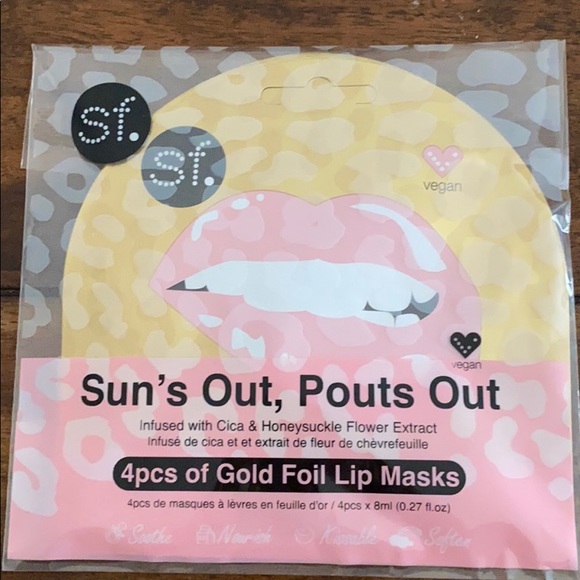 sf.
sf.
vegan
vegan
Sun's Out, Pouts Out
Infused with Cica & Honeysuckle Flower Extract
Infusé de cica et et extrait de fleur de chèvrefeuille
4pcs of Gold Foil Lip Masks
4pcs de masques à lèvres en feuille d'or / 4pcs x 8ml (0.27 fl.oz)
Soothe Nourish Kissable Soften